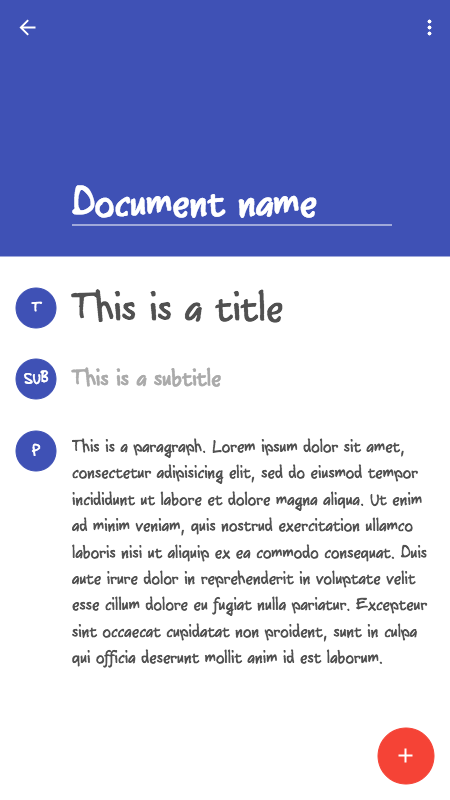 Document name
T
This is a title
SUB
This is a subtitle
P
This is a paragraph. Lorem ipsum dolor sit amet,
consectetur adipisicing elit, sed do eiusmod tempor
incididunt ut labore et dolore magna aliqua. Ut enim
ad minim veniam, quis nostrud exercitation ullamco
laboris nisi ut aliquip ex ea commodo consequat. Duis
aute irure dolor in reprehenderit in voluptate velit
esse cillum dolore eu fugiat nulla pariatur. Excepteur
sint occaecat cupidatat non proident, sunt in culpa
qui officia deserunt mollit anim id est laborum.